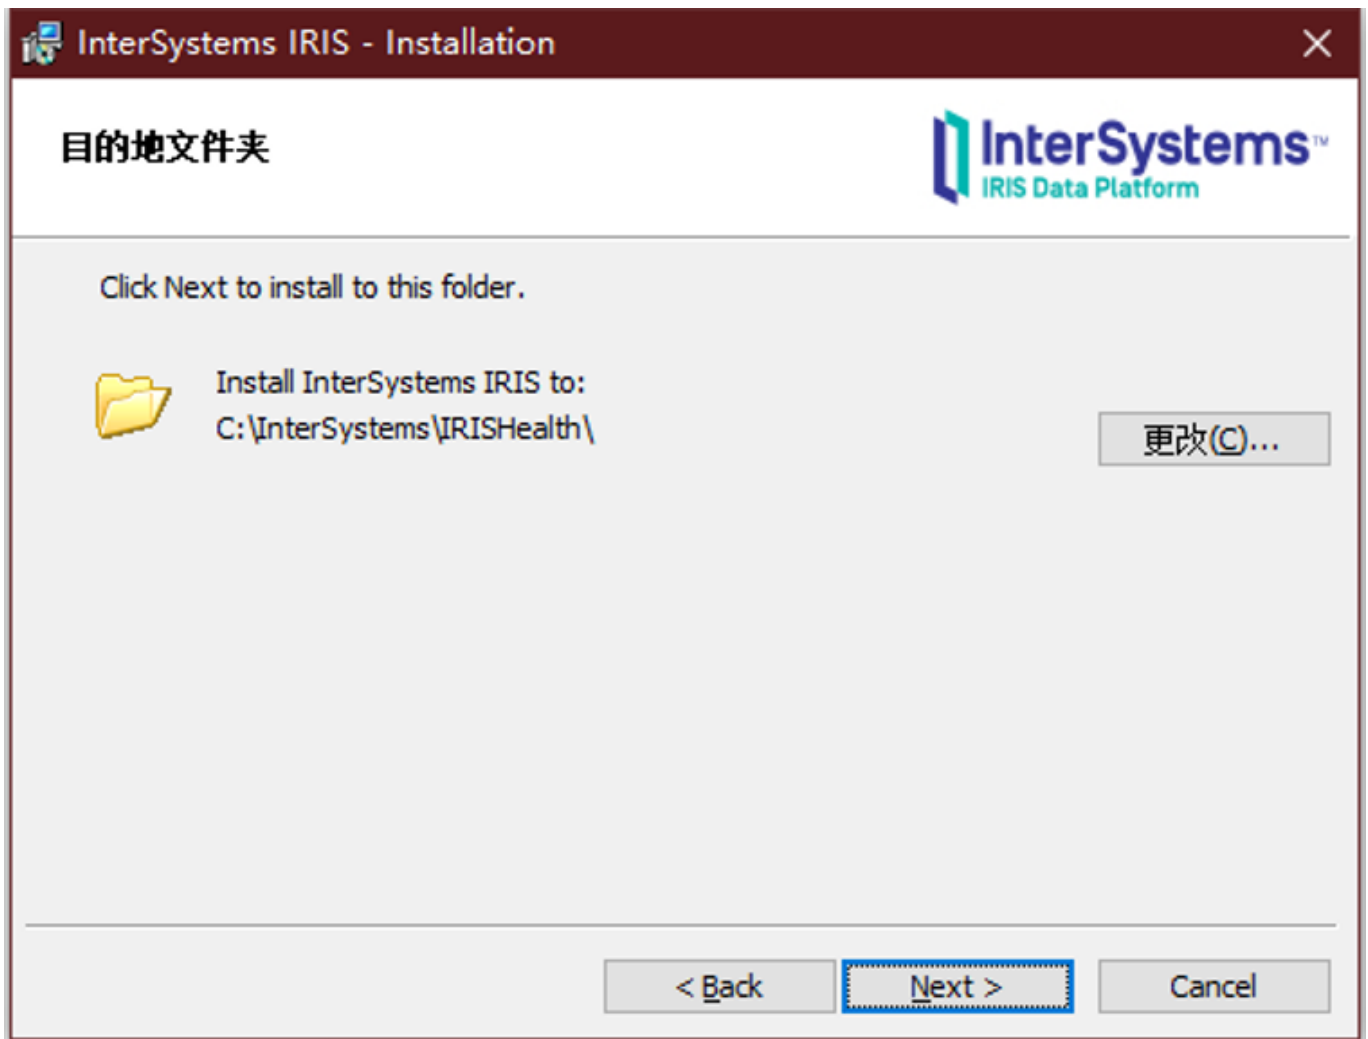 InterSystems IRIS - Installation
目的地文件夹
InterSystems™
IRIS Data Platform
Click Next to install to this folder.
Install InterSystems IRIS to:
C:\InterSystems\IRISHealth\
更改(C)...
< Back
Next >
Cancel